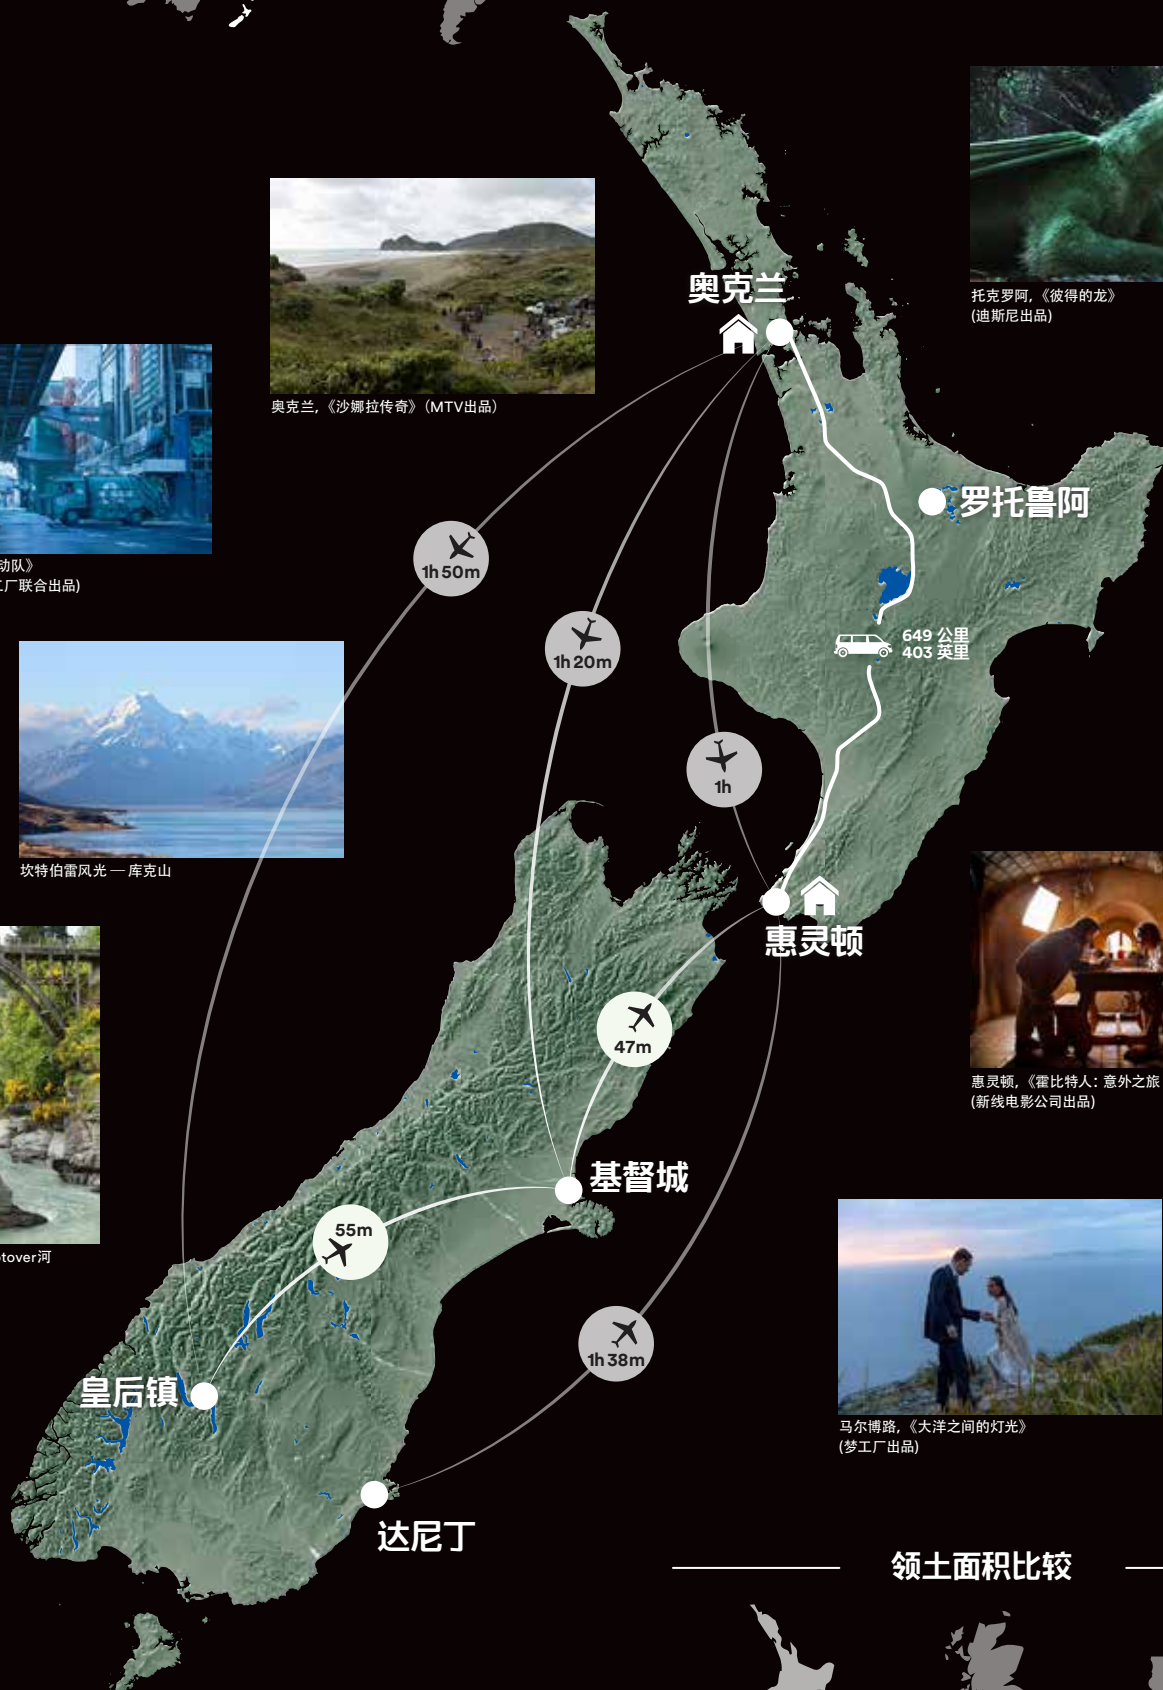 奥克兰
托克罗阿,《彼得的龙》
(迪斯尼出品)
奥克兰,《沙娜拉传奇》(MTV出品)
罗托鲁阿
动队》
工厂联合出品)
1h 50m
1h 20m
649 公里
403 英里
1h
坎特伯雷风光 — 库克山
惠灵顿
47m
惠灵顿,《霍比特人: 意外之旅
(新线电影公司出品)
基督城
55m
tover河
1h 38m
皇后镇
马尔博路,《大洋之间的灯光》
(梦工厂出品)
达尼丁
领土面积比较